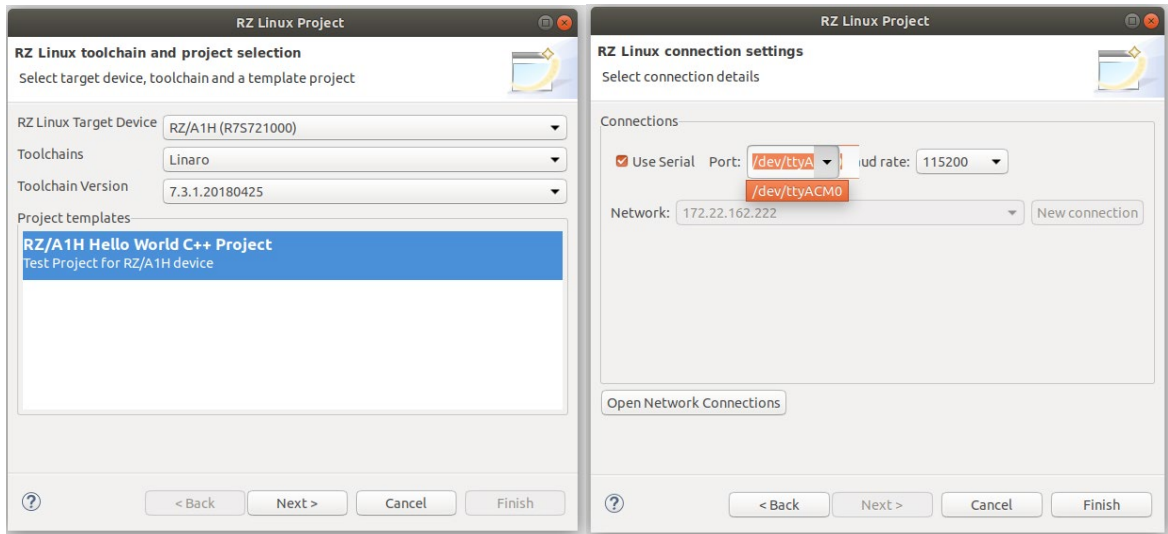 RZ Linux Project
RZ Linux toolchain and project selection
Select target device, toolchain and a template project
RZ Linux Target Device RZ/A1H (R7S721000)
Toolchains Linaro
Toolchain Version 7.3.1.20180425
Project templates
RZ/A1H Hello World C++ Project
Test Project for RZ/A1H device
< Back Next > Cancel Finish
RZ Linux Project
RZ Linux connection settings
Select connection details
Connections
Use Serial Port: /dev/ttyA aud rate: 115200
/dev/ttyACM0
Network: 172.22.162.222 New connection
Open Network Connections
< Back Next > Cancel Finish